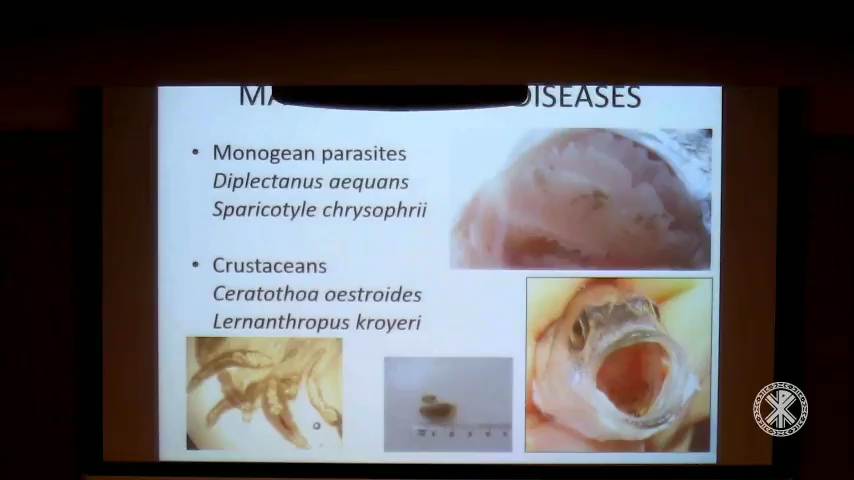 DISEASES
• Monogean parasites
Diplectanus aequans
Sparicotyle chrysophrii
• Crustaceans
Ceratothoa oestroides
Lernanthropus kroyeri